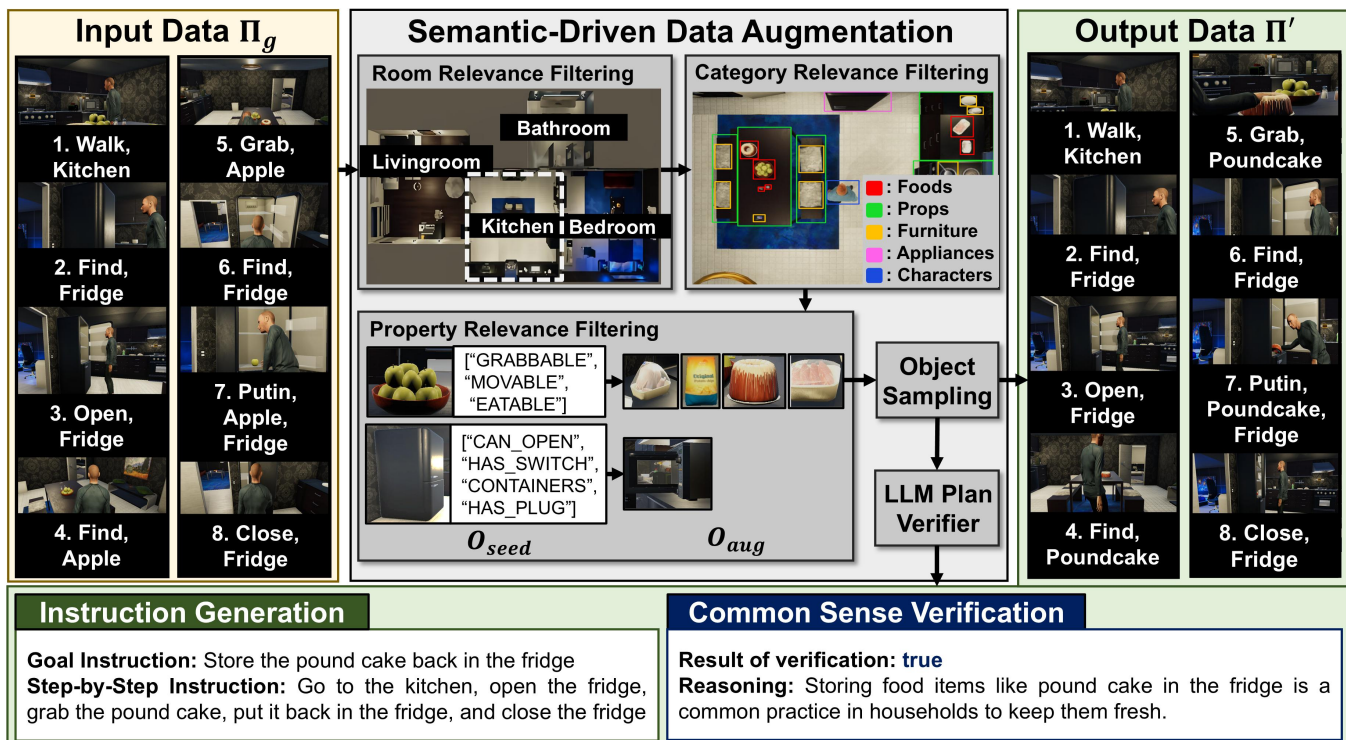 Input Data Π_g
1. Walk,
Kitchen
2. Find,
Fridge
3. Open,
Fridge
4. Find,
Apple
5. Grab,
Apple
6. Find,
Fridge
7. Putin,
Apple,
Fridge
8. Close,
Fridge
Semantic-Driven Data Augmentation
Room Relevance Filtering
Bathroom
Livingroom
Kitchen
Bedroom
Category Relevance Filtering
: Foods
: Props
: Furniture
: Appliances
: Characters
Property Relevance Filtering
["GRABBABLE",
"MOVABLE",
"EATABLE"]
Original
["CAN_OPEN",
"HAS_SWITCH",
"CONTAINERS",
"HAS_PLUG"]
O_seed
O_aug
Object
Sampling
LLM Plan
Verifier
Output Data Π′
1. Walk,
Kitchen
2. Find,
Fridge
3. Open,
Fridge
4. Find,
Poundcake
5. Grab,
Poundcake
6. Find,
Fridge
7. Putin,
Poundcake,
Fridge
8. Close,
Fridge
Instruction Generation
Goal Instruction: Store the pound cake back in the fridge
Step-by-Step Instruction: Go to the kitchen, open the fridge,
grab the pound cake, put it back in the fridge, and close the fridge
Common Sense Verification
Result of verification: true
Reasoning: Storing food items like pound cake in the fridge is a
common practice in households to keep them fresh.